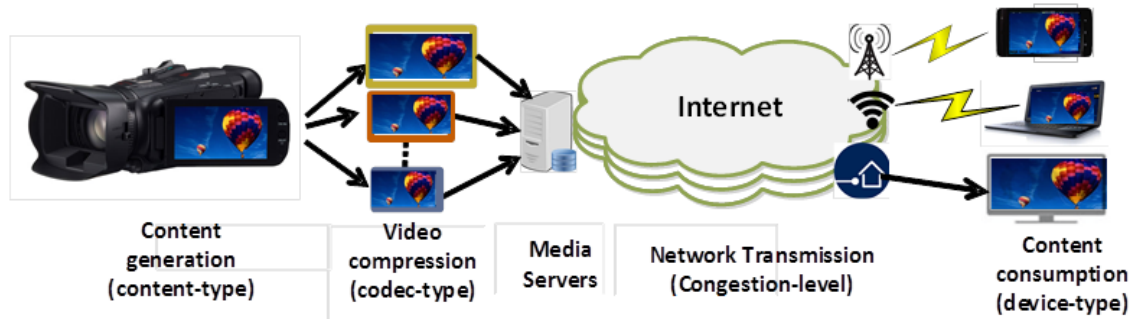 Internet
Content
generation
(content-type)
Video
compression
(codec-type)
Media
Servers
Network Transmission
(Congestion-level)
Content
consumption
(device-type)